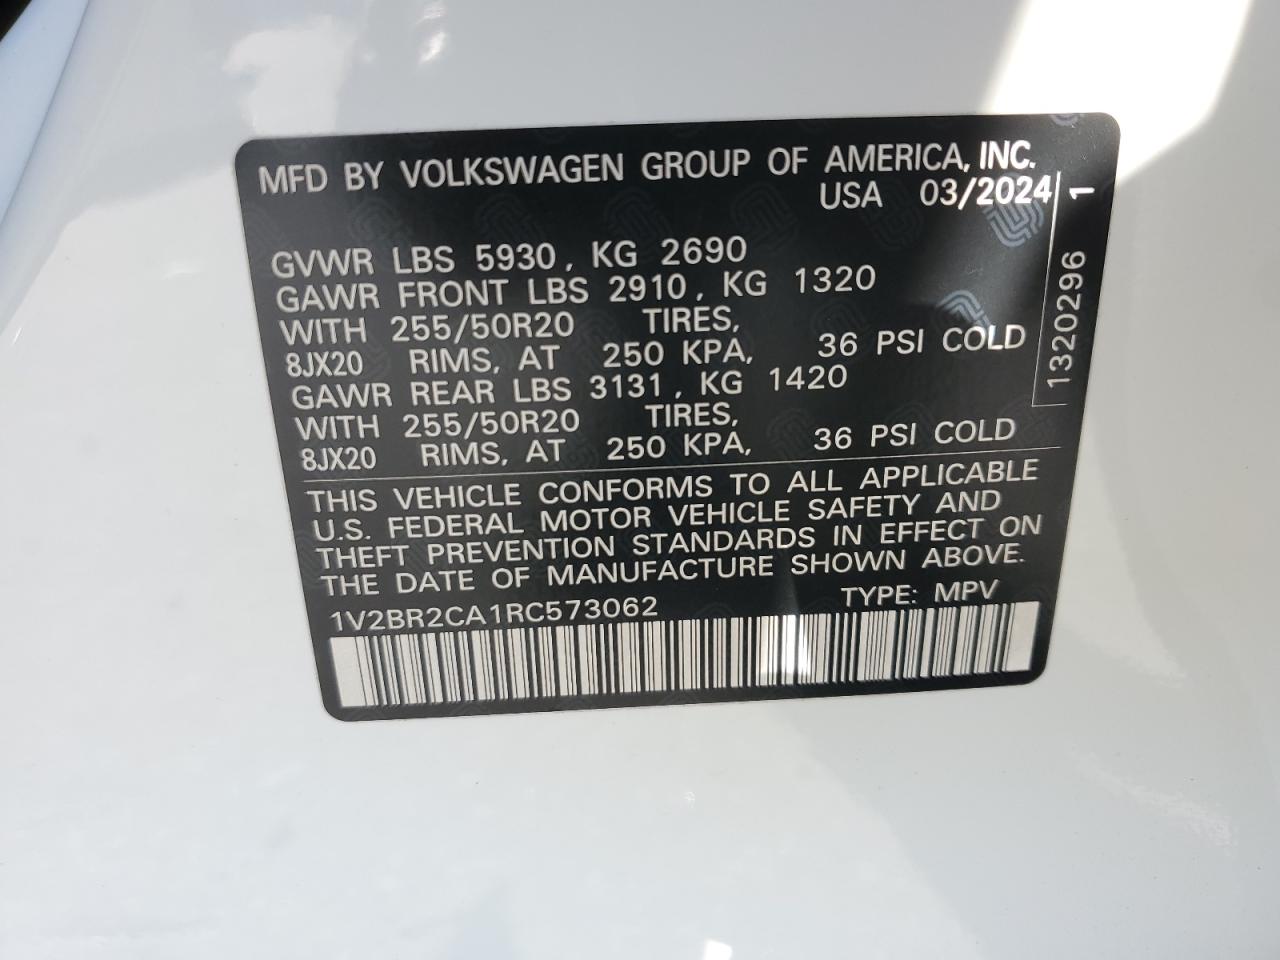 MFD BY VOLKSWAGEN GROUP OF AMERICA, INC.
USA 03/2024
GVWR LBS 5930, KG 2690
GAWR FRONT LBS 2910, KG 1320
WITH 255/50R20 TIRES,
8JX20 RIMS, AT 250 KPA, 36 PSI COLD
GAWR REAR LBS 3131, KG 1420
WITH 255/50R20 TIRES,
8JX20 RIMS, AT 250 KPA, 36 PSI COLD
THIS VEHICLE CONFORMS TO ALL APPLICABLE
U.S. FEDERAL MOTOR VEHICLE SAFETY AND
THEFT PREVENTION STANDARDS IN EFFECT ON
THE DATE OF MANUFACTURE SHOWN ABOVE.
1V2BR2CA1RC573062 TYPE: MPV
1320296 1